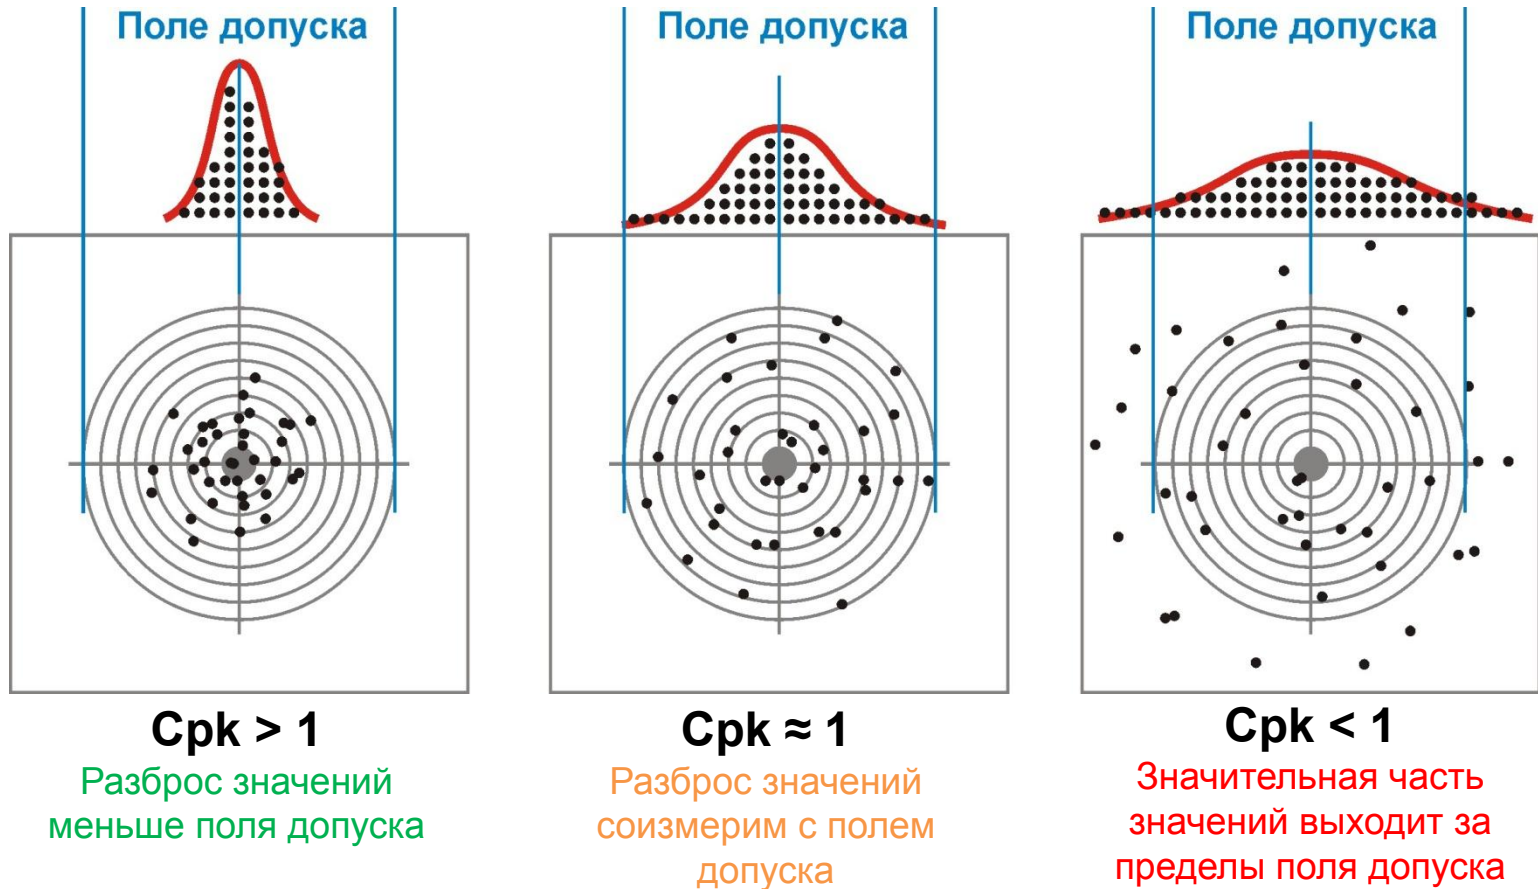 Поле допуска
Поле допуска
Поле допуска
Cpk > 1
Cpk ≈ 1
Cpk < 1
Разброс значений
меньше поля допуска
Разброс значений
соизмерим с полем
допуска
Значительная часть
значений выходит за
пределы поля допуска